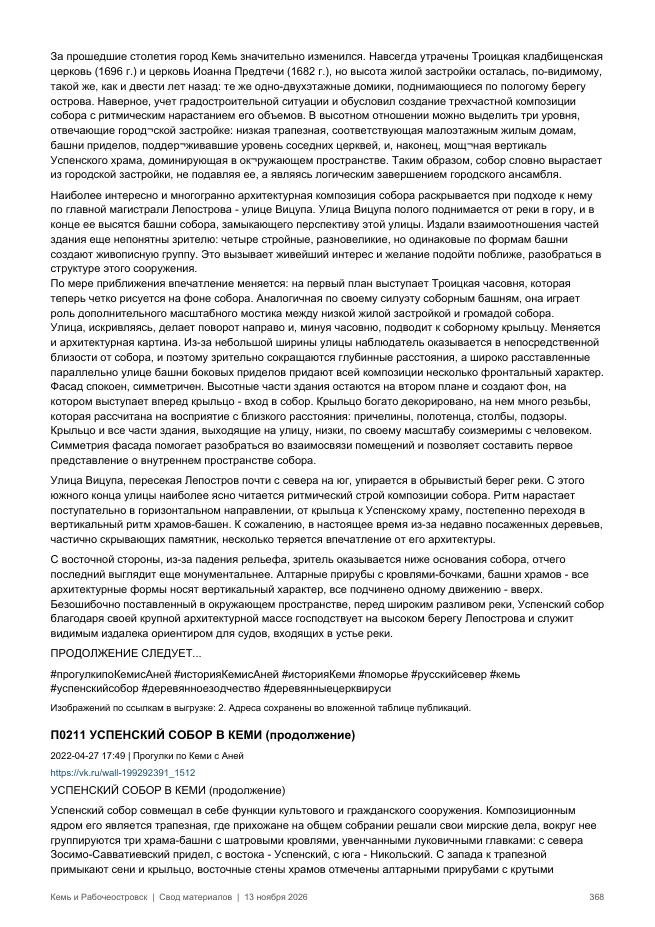 За прошедшие столетия город Кемь значительно изменился. Навсегда утрачены Троицкая кладбищенская
церковь (1696 г.) и церковь Иоанна Предтечи (1682 г.), но высота жилой застройки осталась, по-видимому,
такой же, как и двести лет назад: те же одно-двухэтажные домики, поднимающиеся по пологому берегу
острова. Наверное, учет градостроительной ситуации и обусловил создание трехчастной композиции
собора с ритмическим нарастанием его объемов. В высотном отношении можно выделить три уровня,
отвечающие город¬ской застройке: низкая трапезная, соответствующая малоэтажным жилым домам,
башни приделов, поддер¬живавшие уровень соседних церквей, и, наконец, мощ¬ная вертикаль
Успенского храма, доминирующая в ок¬ружающем пространстве. Таким образом, собор словно вырастает
из городской застройки, не подавляя ее, а являясь логическим завершением городского ансамбля.
Наиболее интересно и многогранно архитектурная композиция собора раскрывается при подходе к нему
по главной магистрали Лепострова - улице Вицупа. Улица Вицупа полого поднимается от реки в гору, и в
конце ее высятся башни собора, замыкающего перспективу этой улицы. Издали взаимоотношения частей
здания еще непонятны зрителю: четыре стройные, разновеликие, но одинаковые по формам башни
создают живописную группу. Это вызывает живейший интерес и желание подойти поближе, разобраться в
структуре этого сооружения.
По мере приближения впечатление меняется: на первый план выступает Троицкая часовня, которая
теперь четко рисуется на фоне собора. Аналогичная по своему силуэту соборным башням, она играет
роль дополнительного масштабного мостика между низкой жилой застройкой и громадой собора.
Улица, искривляясь, делает поворот направо и, минуя часовню, подводит к соборному крыльцу. Меняется
и архитектурная картина. Из-за небольшой ширины улицы наблюдатель оказывается в непосредственной
близости от собора, и поэтому зрительно сокращаются глубинные расстояния, а широко расставленные
параллельно улице башни боковых приделов придают всей композиции несколько фронтальный характер.
Фасад спокоен, симметричен. Высотные части здания остаются на втором плане и создают фон, на
котором выступает вперед крыльцо - вход в собор. Крыльцо богато декорировано, на нем много резьбы,
которая рассчитана на восприятие с близкого расстояния: причелины, полотенца, столбы, подзоры.
Крыльцо и все части здания, выходящие на улицу, низки, по своему масштабу соизмеримы с человеком.
Симметрия фасада помогает разобраться во взаимосвязи помещений и позволяет составить первое
представление о внутреннем пространстве собора.
Улица Вицупа, пересекая Лепостров почти с севера на юг, упирается в обрывистый берег реки. С этого
южного конца улицы наиболее ясно читается ритмический строй композиции собора. Ритм нарастает
поступательно в горизонтальном направлении, от крыльца к Успенскому храму, постепенно переходя в
вертикальный ритм храмов-башен. К сожалению, в настоящее время из-за недавно посаженных деревьев,
частично скрывающих памятник, несколько теряется впечатление от его архитектуры.
С восточной стороны, из-за падения рельефа, зритель оказывается ниже основания собора, отчего
последний выглядит еще монументальнее. Алтарные прирубы с кровлями-бочками, башни храмов - все
архитектурные формы носят вертикальный характер, все подчинено одному движению - вверх.
Безошибочно поставленный в окружающем пространстве, перед широким разливом реки, Успенский собор
благодаря своей крупной архитектурной массе господствует на высоком берегу Лепострова и служит
видимым издалека ориентиром для судов, входящих в устье реки.
ПРОДОЛЖЕНИЕ СЛЕДУЕТ...
#прогулкипоКемисАней #историяКемисАней #историяКеми #поморье #русскийсевер #кемь
#успенскийсобор #деревянноезодчество #деревянныецерквируси
Изображений по ссылкам в выгрузке: 2. Адреса сохранены во вложенной таблице публикаций.
П0211 УСПЕНСКИЙ СОБОР В КЕМИ (продолжение)
2022-04-27 17:49 | Прогулки по Кеми с Аней
https://vk.ru/wall-199292391_1512
УСПЕНСКИЙ СОБОР В КЕМИ (продолжение)
Успенский собор совмещал в себе функции культового и гражданского сооружения. Композиционным
ядром его является трапезная, где прихожане на общем собрании решали свои мирские дела, вокруг нее
группируются три храма-башни с шатровыми кровлями, увенчанными луковичными главками: с севера
Зосимо-Савватиевский придел, с востока - Успенский, с юга - Никольский. С запада к трапезной
примыкают сени и крыльцо, восточные стены храмов отмечены алтарными прирубами с крутыми
Кемь и Рабочеостровск | Свод материалов | 13 ноября 2026
368